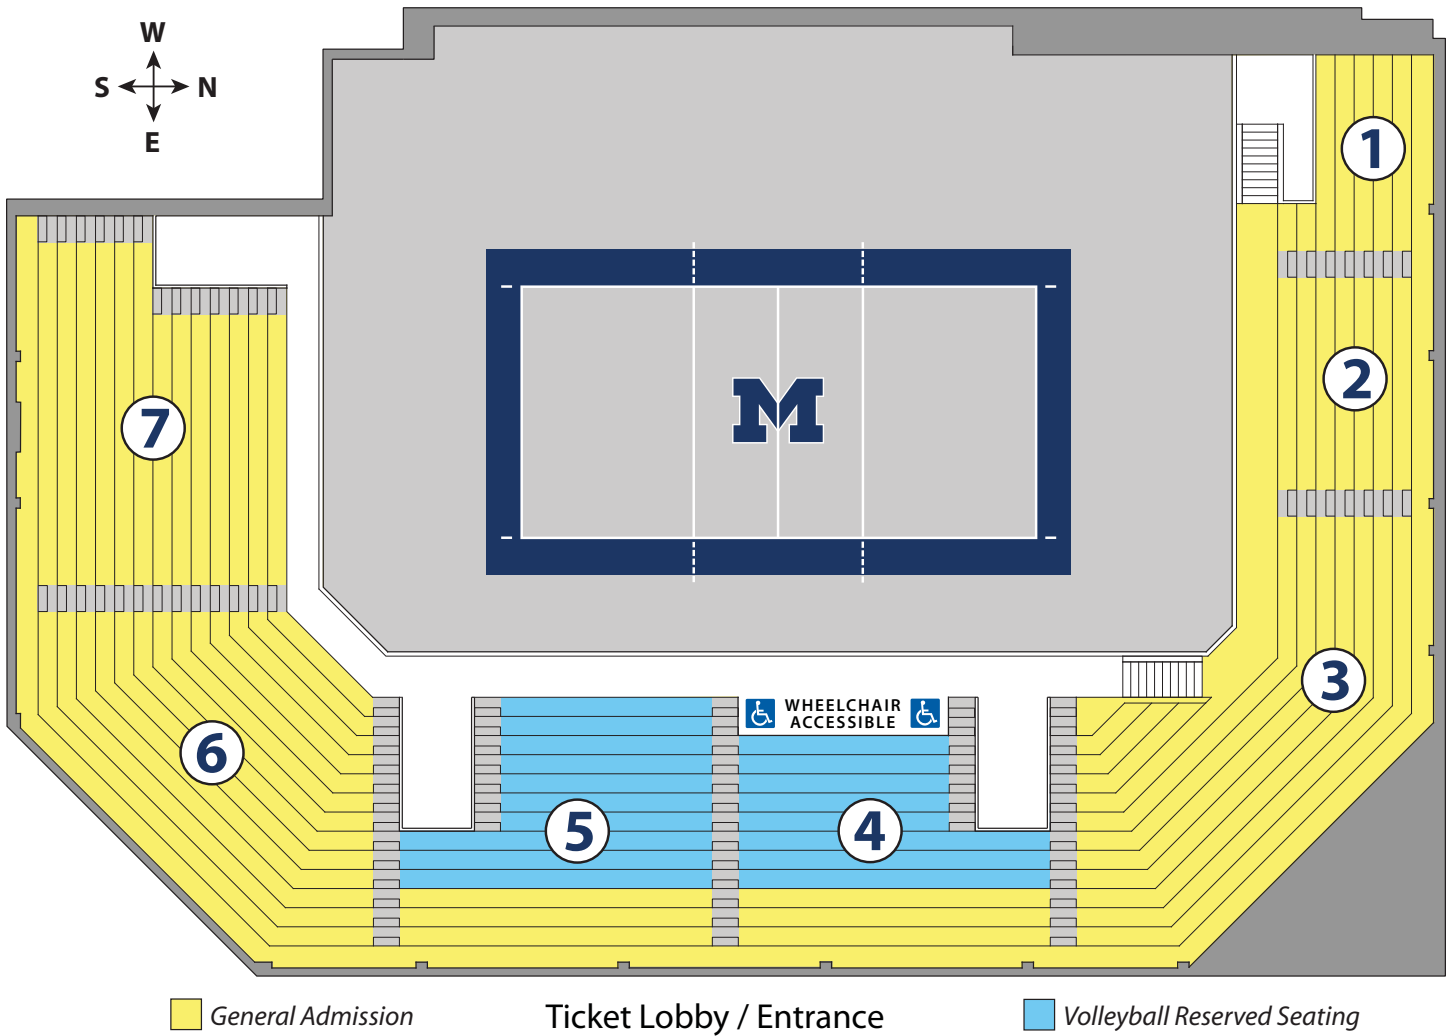 W
S N
E
1
2
7
3
WHEELCHAIR
ACCESSIBLE
6
5
4
M
General Admission
Ticket Lobby / Entrance
Volleyball Reserved Seating